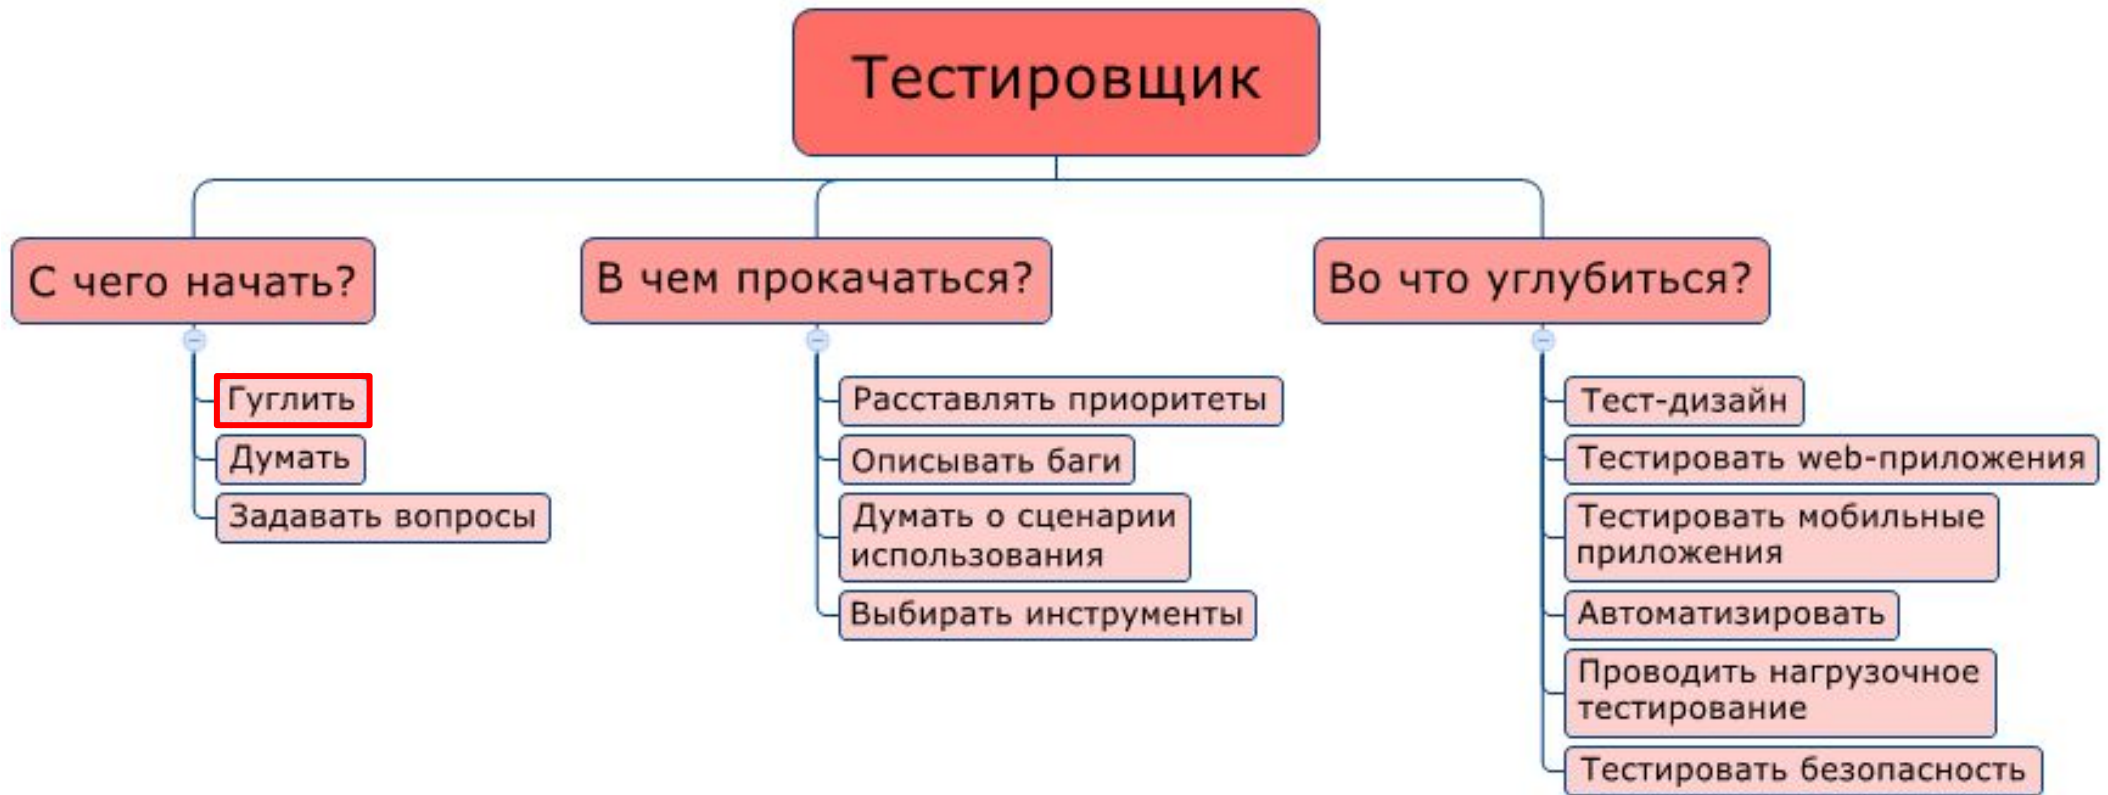 Тестировщик
С чего начать?
Гуглить
Думать
Задавать вопросы
В чем прокачаться?
Расставлять приоритеты
Описывать баги
Думать о сценарии
использования
Выбирать инструменты
Во что углубиться?
Тест-дизайн
Тестировать web-приложения
Тестировать мобильные
приложения
Автоматизировать
Проводить нагрузочное
тестирование
Тестировать безопасность